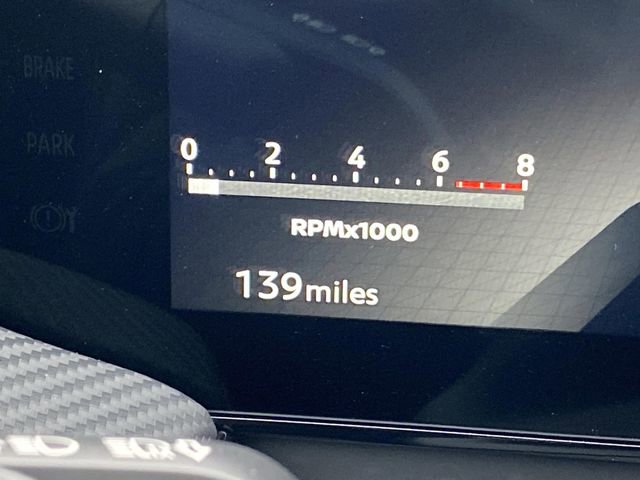 BRAKE
PARK
0 2 4 6 8
RPMx1000
139miles